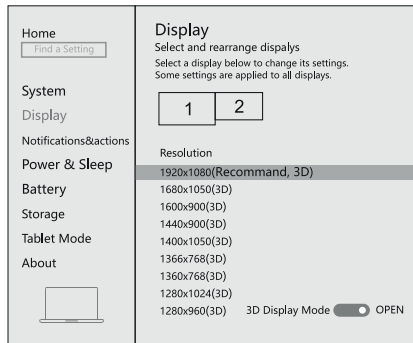 Home
Find a Setting
System
Display
Notifications&actions
Power & Sleep
Battery
Storage
Tablet Mode
About
Display
Select and rearrange dispalys
Select a display below to change its settings.
Some settings are applied to all displays.
1 2
Resolution
1920x1080(Recommand, 3D)
1680x1050(3D)
1600x900(3D)
1440x900(3D)
1400x1050(3D)
1366x768(3D)
1360x768(3D)
1280x1024(3D)
1280x960(3D) 3D Display Mode OPEN